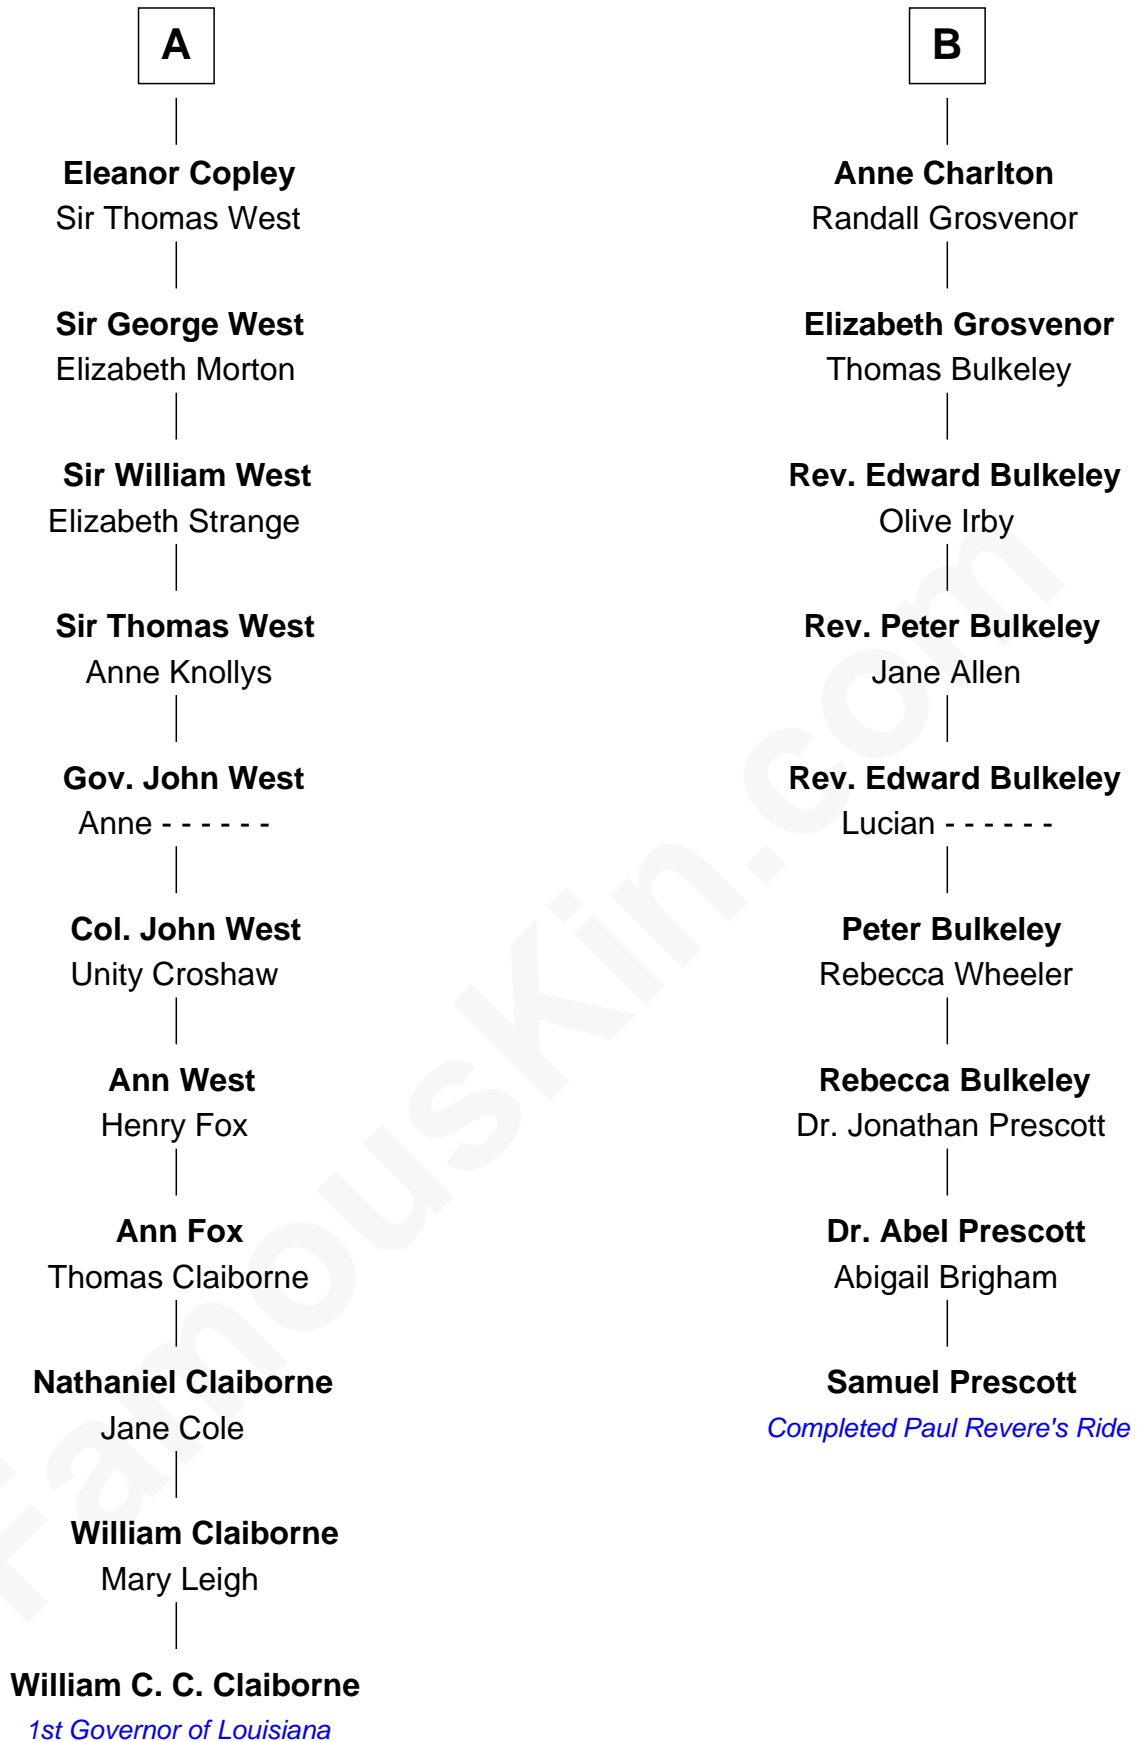 A
Eleanor Copley
Sir Thomas West
Sir George West
Elizabeth Morton
Sir William West
Elizabeth Strange
Sir Thomas West
Anne Knollys
Gov. John West
Anne - - - - - -
Col. John West
Unity Croshaw
Ann West
Henry Fox
Ann Fox
Thomas Claiborne
Nathaniel Claiborne
Jane Cole
William Claiborne
Mary Leigh
William C. C. Claiborne
1st Governor of Louisiana
B
Anne Charlton
Randall Grosvenor
Elizabeth Grosvenor
Thomas Bulkeley
Rev. Edward Bulkeley
Olive Irby
Rev. Peter Bulkeley
Jane Allen
Rev. Edward Bulkeley
Lucian - - - - - -
Peter Bulkeley
Rebecca Wheeler
Rebecca Bulkeley
Dr. Jonathan Prescott
Dr. Abel Prescott
Abigail Brigham
Samuel Prescott
Completed Paul Revere's Ride
FamousKin.com